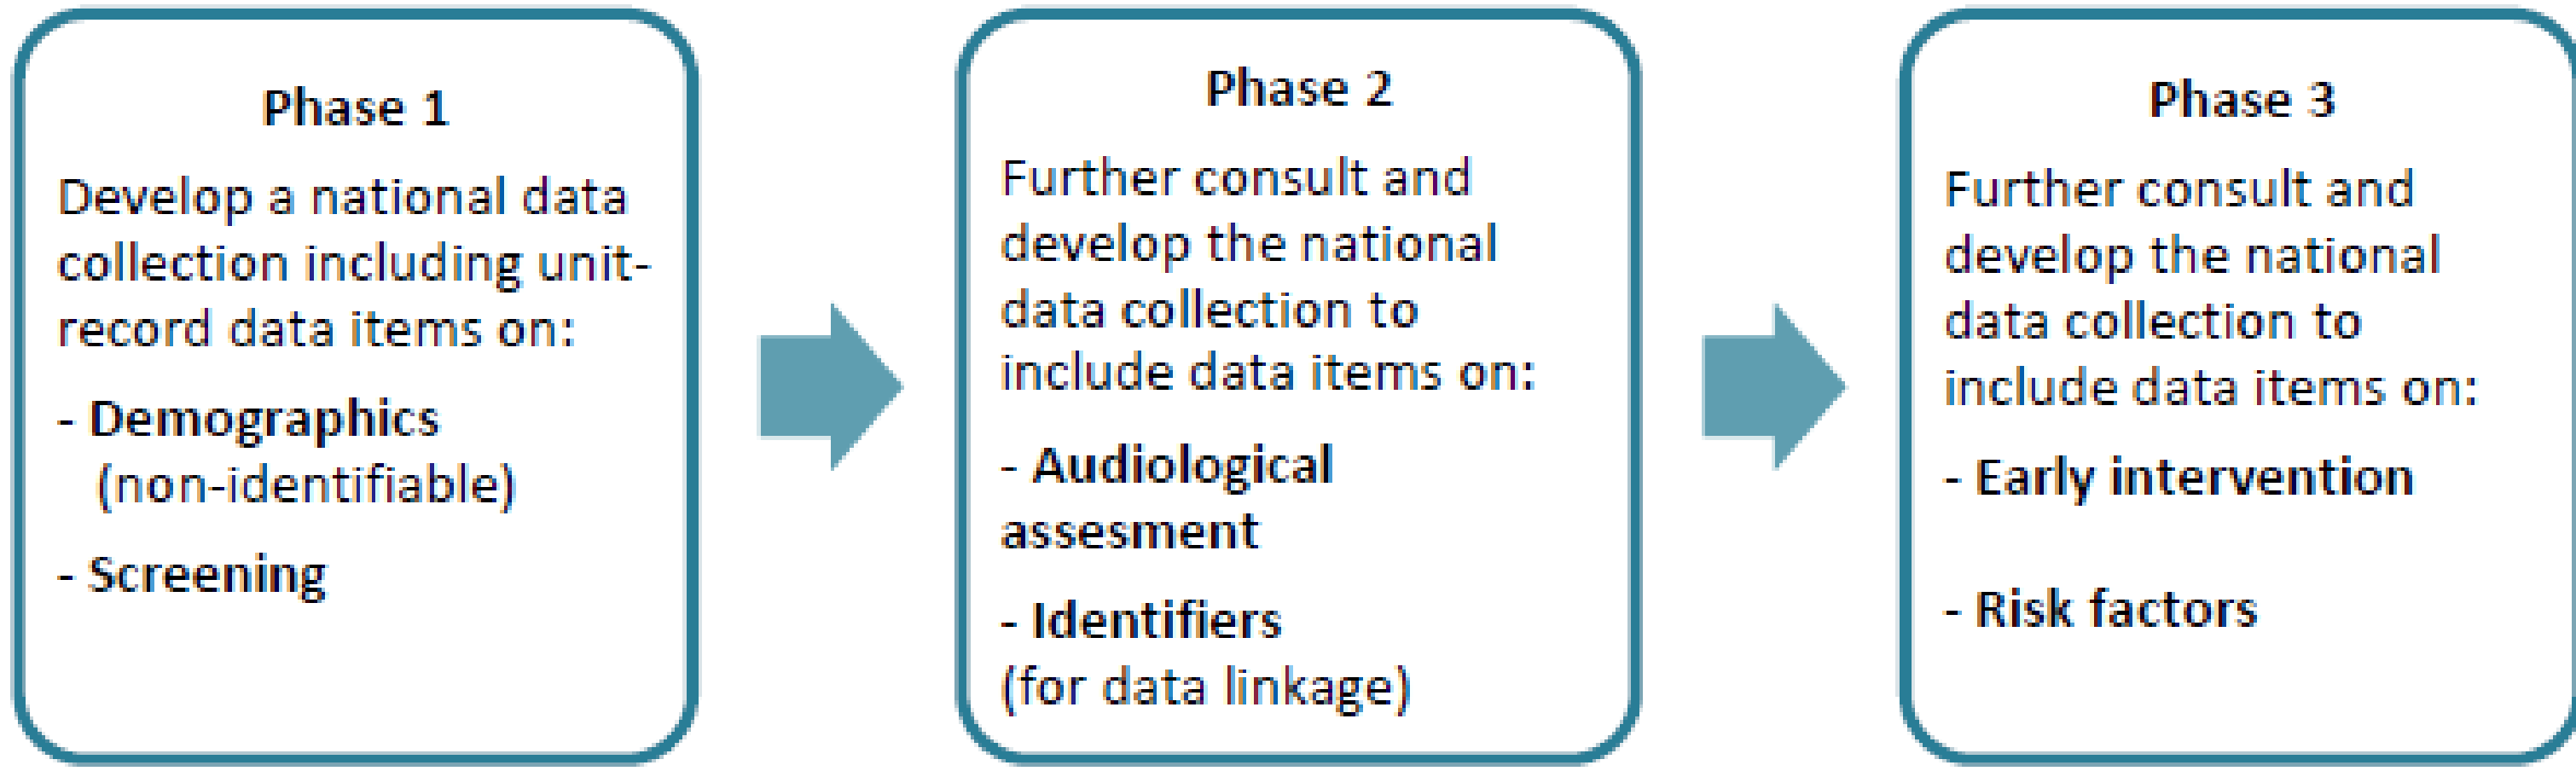 Phase 1
Develop a national data
collection including unit-
record data items on:
- Demographics
(non-identifiable)
- Screening
Phase 2
Further consult and
develop the national
data collection to
include data items on:
- Audiological
assesment
- Identifiers
(for data linkage)
Phase 3
Further consult and
develop the national
data collection to
include data items on:
- Early intervention
- Risk factors